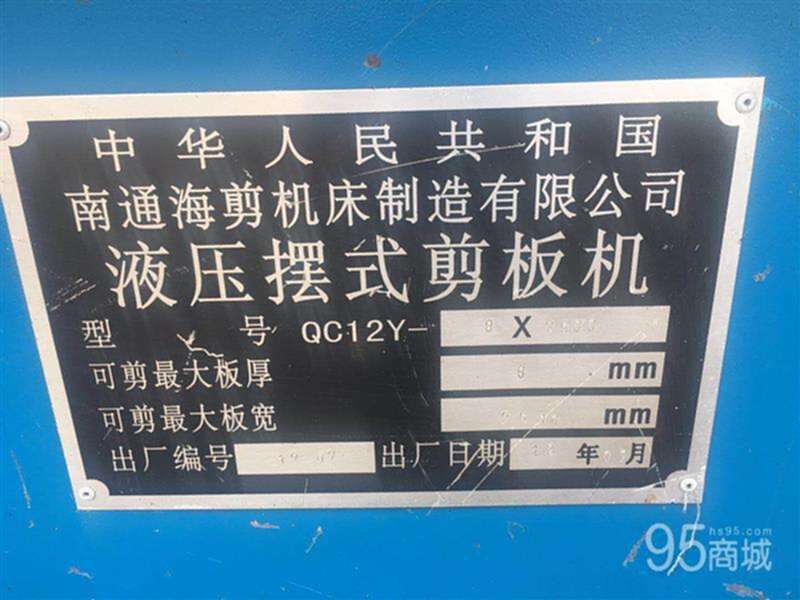 中华人民共和国
南通海剪机床制造有限公司
液压摆式剪板机
型号 QC12Y- X
可剪最大板厚 mm
可剪最大板宽 mm
出厂编号 出厂日期 年 月
hs95.com
95商城